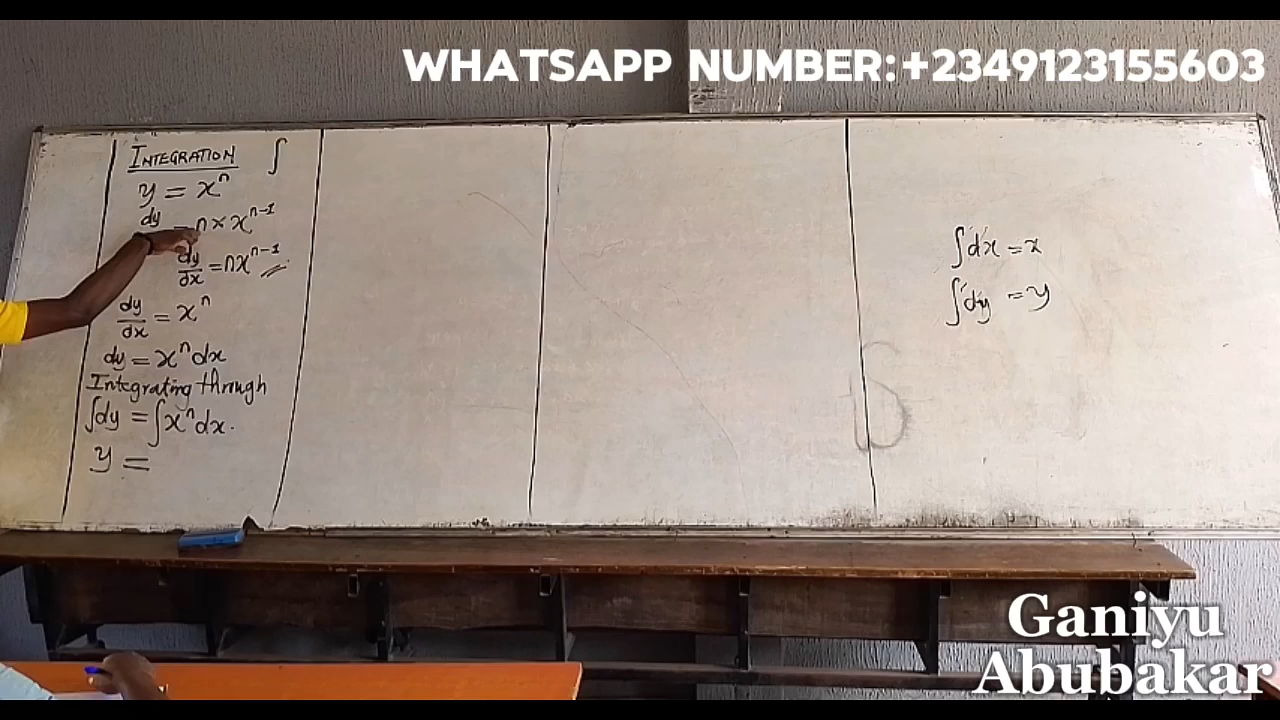 WHATSAPP NUMBER:+2349123155603
INTEGRATION ∫
y = xⁿ
dy = n × xⁿ⁻¹
dy/dx = nxⁿ⁻¹
dy/dx = xⁿ
dy = xⁿdx
Integrating through
∫dy = ∫xⁿdx.
y =
∫dx = x
∫dy = y
Ganiyu
Abubakar